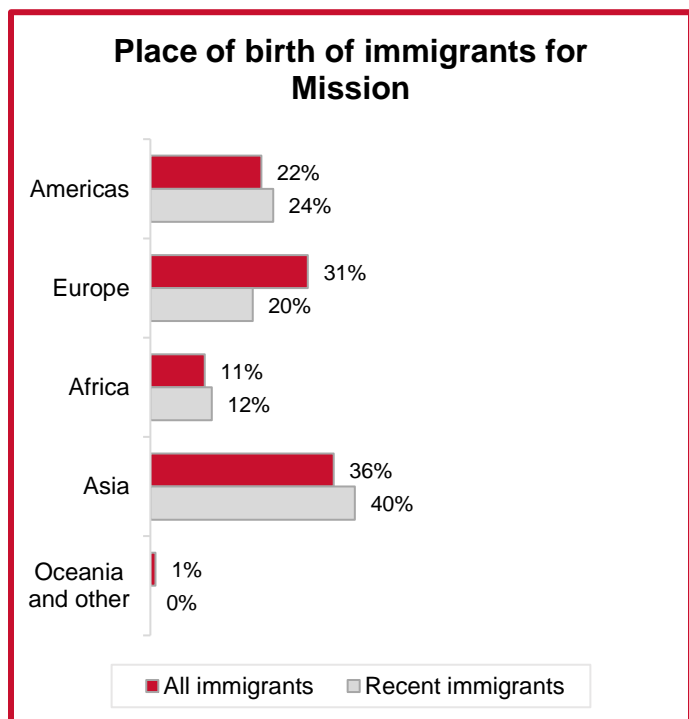 Place of birth of immigrants for
Mission
Americas
22%
24%
Europe
31%
20%
Africa
11%
12%
Asia
36%
40%
Oceania
and other
1%
0%
All immigrants
Recent immigrants